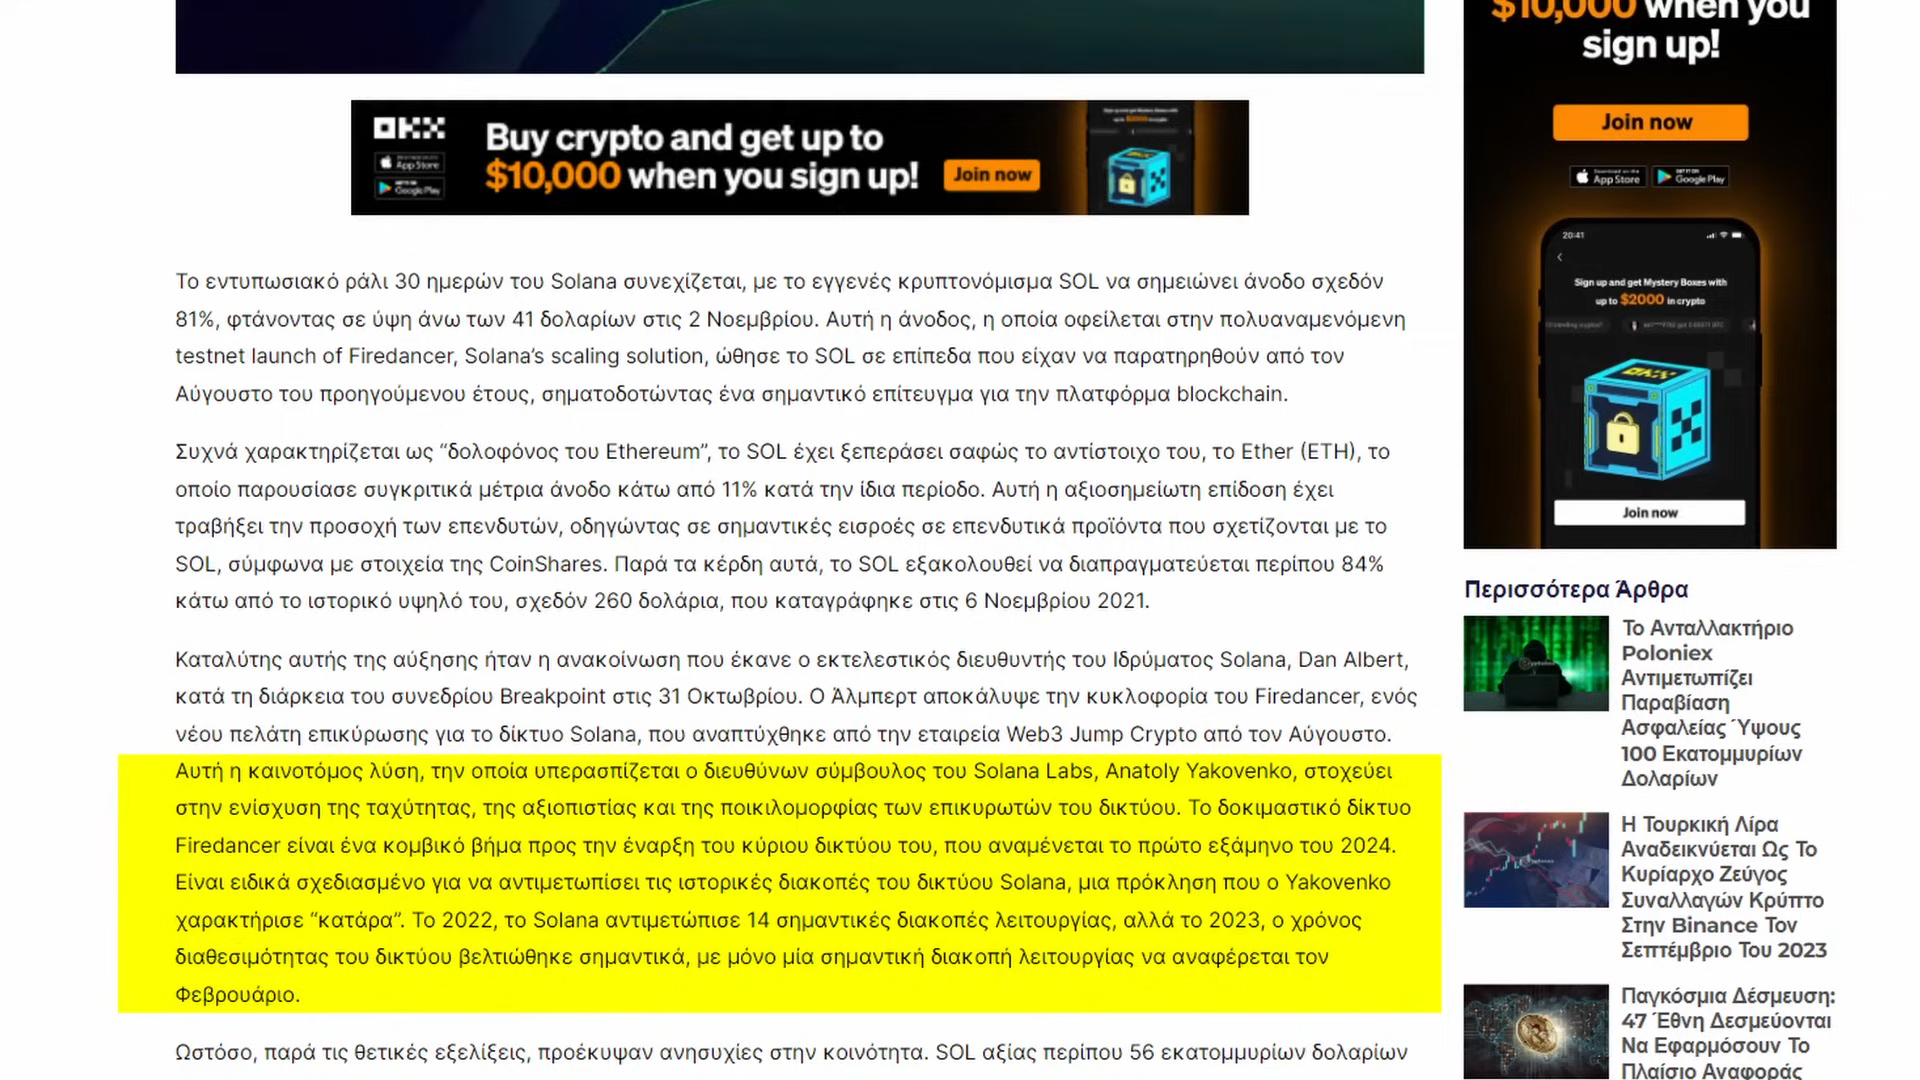 Buy crypto and get up to
$10,000 when you sign up!
Join now
App Store
Google Play
Το εντυπωσιακό ράλι 30 ημερών του Solana συνεχίζεται, με το εγγενές κρυπτονόμισμα SOL να σημειώνει άνοδο σχεδόν
81%, φτάνοντας σε ύψη άνω των 41 δολαρίων στις 2 Νοεμβρίου. Αυτή η άνοδος, η οποία οφείλεται στην πολυαναμενόμενη
testnet launch of Firedancer, Solana’s scaling solution, ώθησε το SOL σε επίπεδα που είχαν να παρατηρηθούν από τον
Αύγουστο του προηγούμενου έτους, σηματοδοτώντας ένα σημαντικό επίτευγμα για την πλατφόρμα blockchain.
Συχνά χαρακτηρίζεται ως “δολοφόνος του Ethereum”, το SOL έχει ξεπεράσει σαφώς το αντίστοιχο του, το Ether (ETH), το
οποίο παρουσίασε συγκριτικά μέτρια άνοδο κάτω από 11% κατά την ίδια περίοδο. Αυτή η αξιοσημείωτη επίδοση έχει
τραβήξει την προσοχή των επενδυτών, οδηγώντας σε σημαντικές εισροές σε επενδυτικά προϊόντα που σχετίζονται με το
SOL, σύμφωνα με στοιχεία της CoinShares. Παρά τα κέρδη αυτά, το SOL εξακολουθεί να διαπραγματεύεται περίπου 84%
κάτω από το ιστορικό υψηλό του, σχεδόν 260 δολάρια, που καταγράφηκε στις 6 Νοεμβρίου 2021.
Καταλύτης αυτής της αύξησης ήταν η ανακοίνωση που έκανε ο εκτελεστικός διευθυντής του Ιδρύματος Solana, Dan Albert,
κατά τη διάρκεια του συνεδρίου Breakpoint στις 31 Οκτωβρίου. Ο Άλμπερτ αποκάλυψε την κυκλοφορία του Firedancer, ενός
νέου πελάτη επικύρωσης για το δίκτυο Solana, που αναπτύχθηκε από την εταιρεία Web3 Jump Crypto από τον Αύγουστο.
Αυτή η καινοτόμος λύση, την οποία υπερασπίζεται ο διευθύνων σύμβουλος του Solana Labs, Anatoly Yakovenko, στοχεύει
στην ενίσχυση της ταχύτητας, της αξιοπιστίας και της ποικιλομορφίας των επικυρωτών του δικτύου. Το δοκιμαστικό δίκτυο
Firedancer είναι ένα κομβικό βήμα προς την έναρξη του κύριου δικτύου του, που αναμένεται το πρώτο εξάμηνο του 2024.
Είναι ειδικά σχεδιασμένο για να αντιμετωπίσει τις ιστορικές διακοπές του δικτύου Solana, μια πρόκληση που ο Yakovenko
χαρακτήρισε “κατάρα”. Το 2022, το Solana αντιμετώπισε 14 σημαντικές διακοπές λειτουργίας, αλλά το 2023, ο χρόνος
διαθεσιμότητας του δικτύου βελτιώθηκε σημαντικά, με μόνο μία σημαντική διακοπή λειτουργίας να αναφέρεται τον
Φεβρουάριο.
Ωστόσο, παρά τις θετικές εξελίξεις, προέκυψαν ανησυχίες στην κοινότητα. SOL αξίας περίπου 56 εκατομμυρίων δολαρίων
$10,000 when you
sign up!
Join now
App Store
Google Play
20:41
Sign up and get Mystery Boxes with
up to $2000 in crypto
OKX
Join now
Περισσότερα Άρθρα
Το Ανταλλακτήριο
Poloniex
Αντιμετωπίζει
Παραβίαση
Ασφαλείας Ύψους
100 Εκατομμυρίων
Δολαρίων
Η Τουρκική Λίρα
Αναδεικνύεται Ως Το
Κυρίαρχο Ζεύγος
Συναλλαγών Κρύπτο
Στην Binance Τον
Σεπτέμβριο Του 2023
Παγκόσμια Δέσμευση:
47 Έθνη Δεσμεύονται
Να Εφαρμόσουν Το
Πλαίσιο Αναφοράς